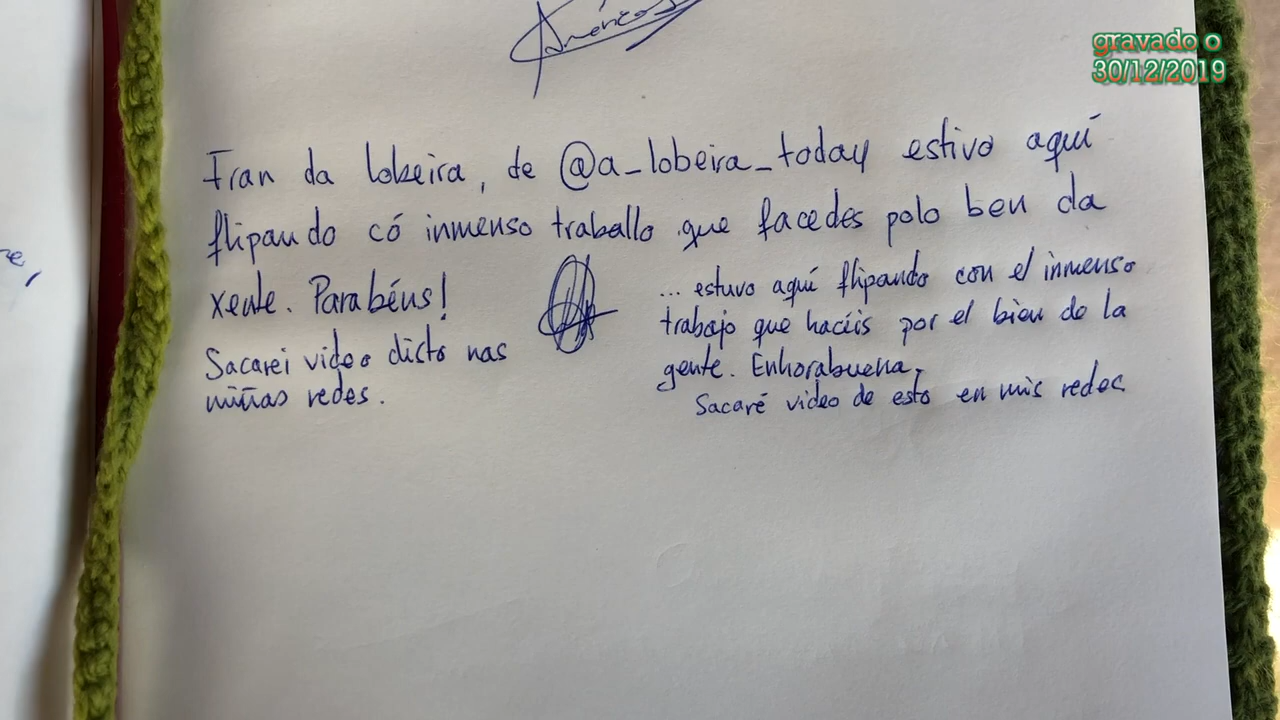 gravado o
30/12/2019
Fran da lobeira, de @a_lobeira_today estivo aquí
flipando có inmenso traballo que facedes polo ben da
xente. Parabéns!
Sacarei video disto nas
miñas redes.
... estuvo aquí flipando con el inmenso
trabajo que hacéis por el bien de la
gente. Enhorabuena.
Sacaré video de esto en mis redes